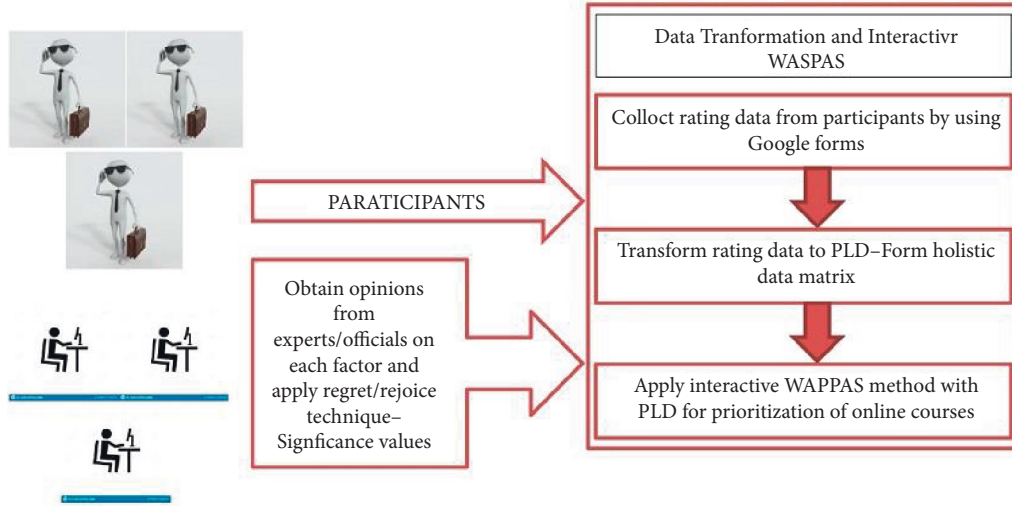 Data Tranformation and Interactivr
WASPAS
Colloct rating data from participants by using
Google forms
PARATICIPANTS
Transform rating data to PLD–Form holistic
data matrix
Obtain opinions
from
experts/officials on
each factor and
apply regret/rejoice
technique–
Signficance values
Apply interactive WAPPAS method with
PLD for prioritization of online courses